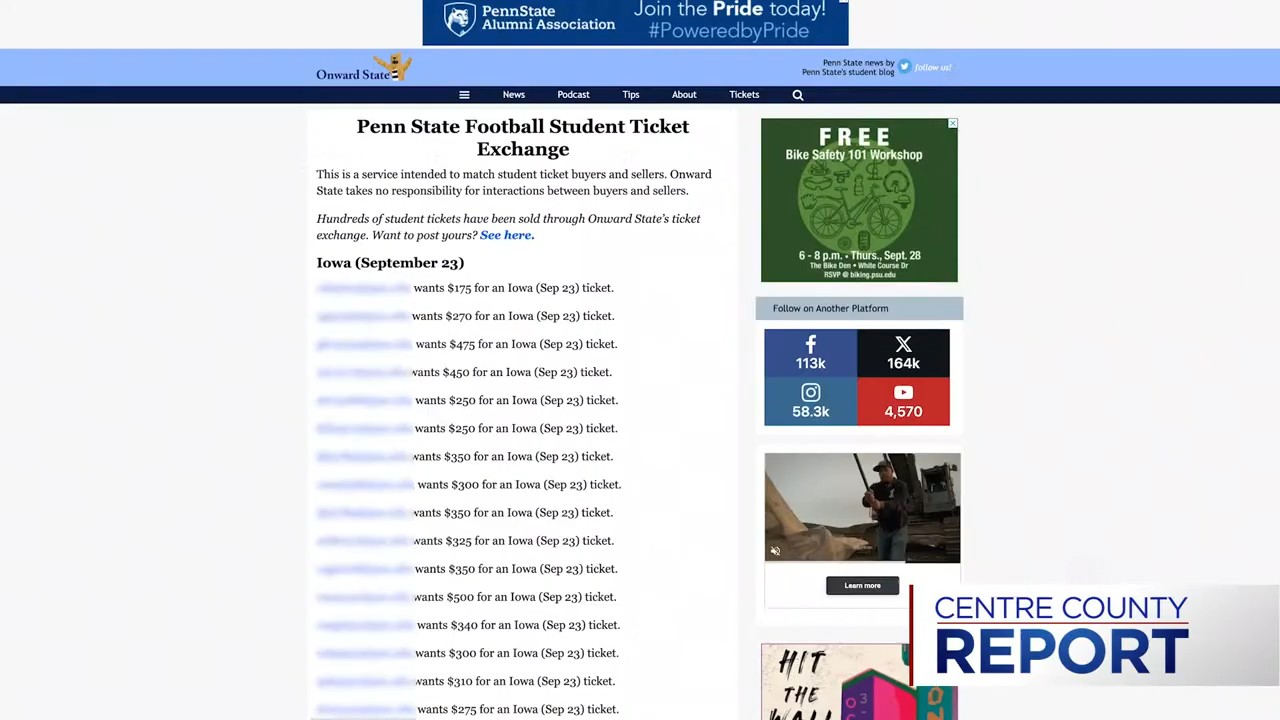 PennState
Alumni Association
Join the Pride today!
#PoweredbyPride
Onward State
Penn State news by
Penn State's student blog
follow us!
News
Podcast
Tips
About
Tickets
Penn State Football Student Ticket
Exchange
This is a service intended to match student ticket buyers and sellers. Onward
State takes no responsibility for interactions between buyers and sellers.
Hundreds of student tickets have been sold through Onward State's ticket
exchange. Want to post yours? See here.
Iowa (September 23)
wants $175 for an Iowa (Sep 23) ticket.
wants $270 for an Iowa (Sep 23) ticket.
wants $475 for an Iowa (Sep 23) ticket.
wants $450 for an Iowa (Sep 23) ticket.
wants $250 for an Iowa (Sep 23) ticket.
wants $250 for an Iowa (Sep 23) ticket.
wants $350 for an Iowa (Sep 23) ticket.
wants $300 for an Iowa (Sep 23) ticket.
wants $350 for an Iowa (Sep 23) ticket.
wants $325 for an Iowa (Sep 23) ticket.
wants $350 for an Iowa (Sep 23) ticket.
wants $500 for an Iowa (Sep 23) ticket.
wants $340 for an Iowa (Sep 23) ticket.
wants $300 for an Iowa (Sep 23) ticket.
wants $310 for an Iowa (Sep 23) ticket.
wants $275 for an Iowa (Sep 23) ticket.
FREE
Bike Safety 101 Workshop
6 - 8 p.m. • Thurs., Sept. 28
The Bike Den • White Course Dr
RSVP @ biking.psu.edu
Follow on Another Platform
113k
164k
58.3k
4,570
Learn more
HIT
THE
WALL
CENTRE COUNTY
REPORT